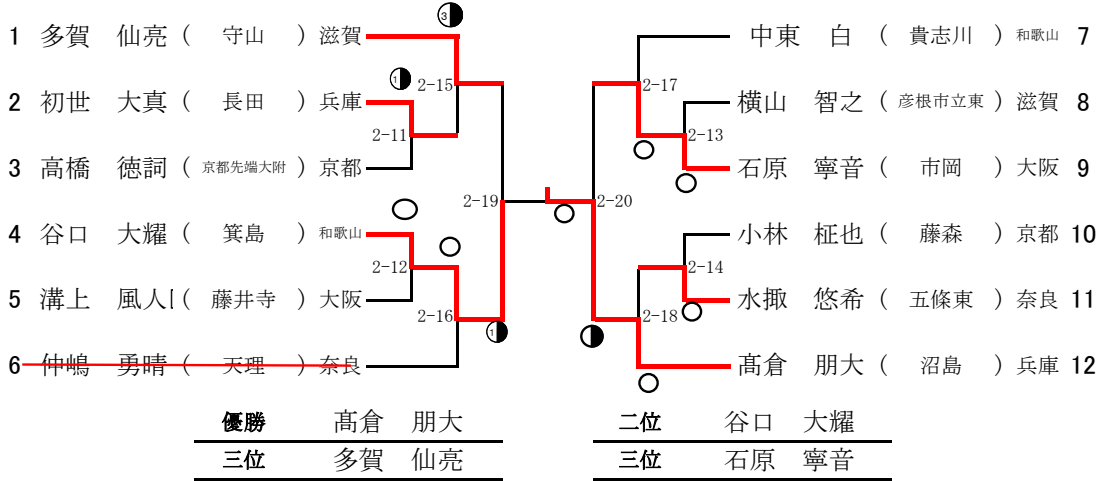 ③
1 多賀 仙亮 ( 守山 ) 滋賀
中東 白 ( 貴志川 ) 和歌山 7
①
2-15
2-17
2 初世 大真 ( 長田 ) 兵庫
横山 智之 ( 彦根市立東 ) 滋賀 8
2-11
2-13
3 高橋 徳詞 ( 京都先端大附 ) 京都
石原 寧音 ( 市岡 ) 大阪 9
2-19
2-20
4 谷口 大耀 ( 箕島 ) 和歌山
小林 柾也 ( 藤森 ) 京都 10
2-12
2-14
5 溝上 風人 ( 藤井寺 ) 大阪
水掫 悠希 ( 五條東 ) 奈良 11
2-16
2-18
①
6 仲嶋 勇晴 ( 天理 ) 奈良
髙倉 朋大 ( 沼島 ) 兵庫 12
優勝 髙倉 朋大
二位 谷口 大耀
三位 多賀 仙亮
三位 石原 寧音